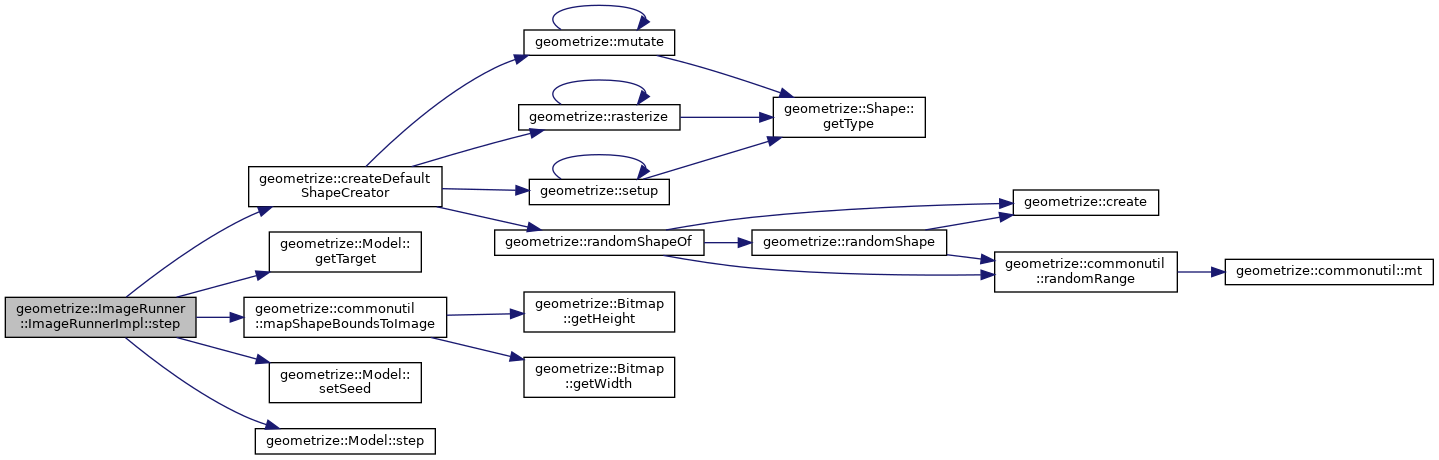 geometrize::ImageRunner
::ImageRunnerImpl::step
geometrize::createDefault
ShapeCreator
geometrize::Model::
getTarget
geometrize::commonutil
::mapShapeBoundsToImage
geometrize::Model::
setSeed
geometrize::Model::step
geometrize::mutate
geometrize::rasterize
geometrize::setup
geometrize::randomShapeOf
geometrize::Bitmap
::getHeight
geometrize::Bitmap
::getWidth
geometrize::Shape::
getType
geometrize::randomShape
geometrize::create
geometrize::commonutil
::randomRange
geometrize::commonutil::mt